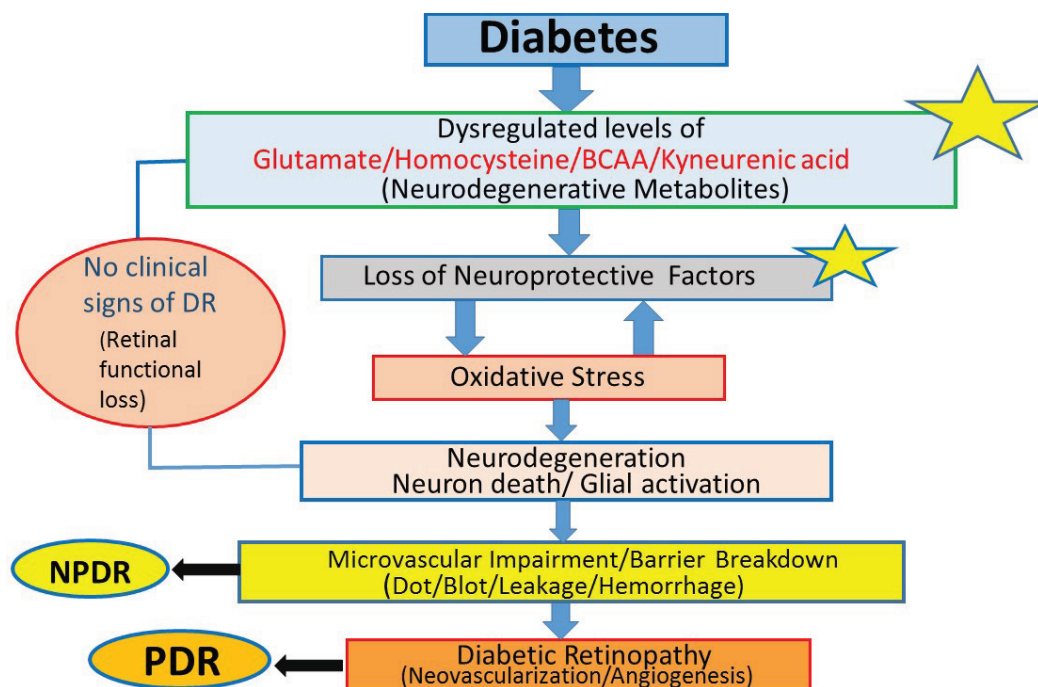 Diabetes
Dysregulated levels of
Glutamate/Homocysteine/BCAA/Kyneurenic acid
(Neurodegenerative Metabolites)
Loss of Neuroprotective Factors
No clinical
signs of DR
(Retinal
functional
loss)
Oxidative Stress
Neurodegeneration
Neuron death/ Glial activation
Microvascular Impairment/Barrier Breakdown
(Dot/Blot/Leakage/Hemorrhage)
NPDR
Diabetic Retinopathy
(Neovascularization/Angiogenesis)
PDR